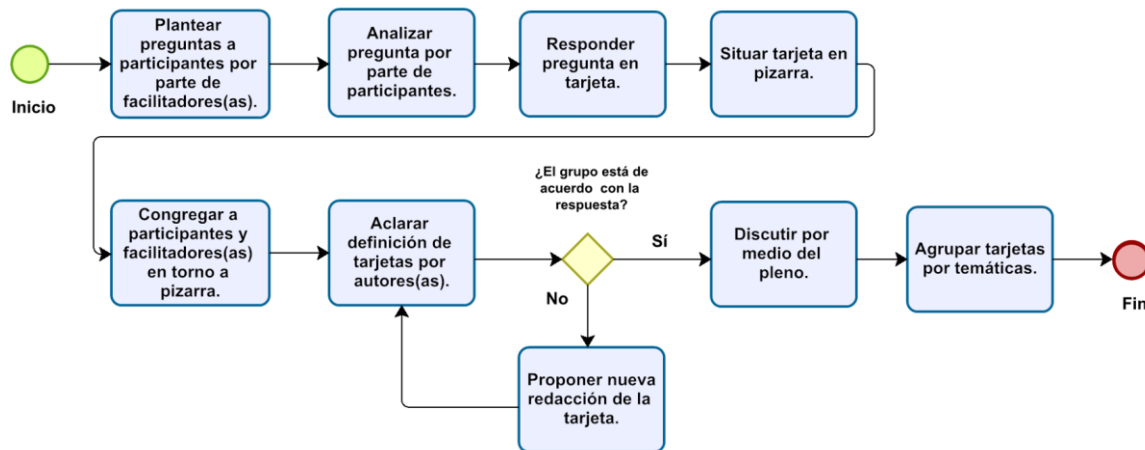 Inicio
Plantear
preguntas a
participantes por
parte de
facilitadores(as).
Analizar
pregunta por
parte de
participantes.
Responder
pregunta en
tarjeta.
Situar tarjeta en
pizarra.
Congregar a
participantes y
facilitadores(as)
en torno a
pizarra.
Aclarar
definición de
tarjetas por
autores(as).
¿El grupo está de
acuerdo con la
respuesta?
Sí
No
Proponer nueva
redacción de la
tarjeta.
Discutir por
medio del
pleno.
Agrupar tarjetas
por temáticas.
Fin